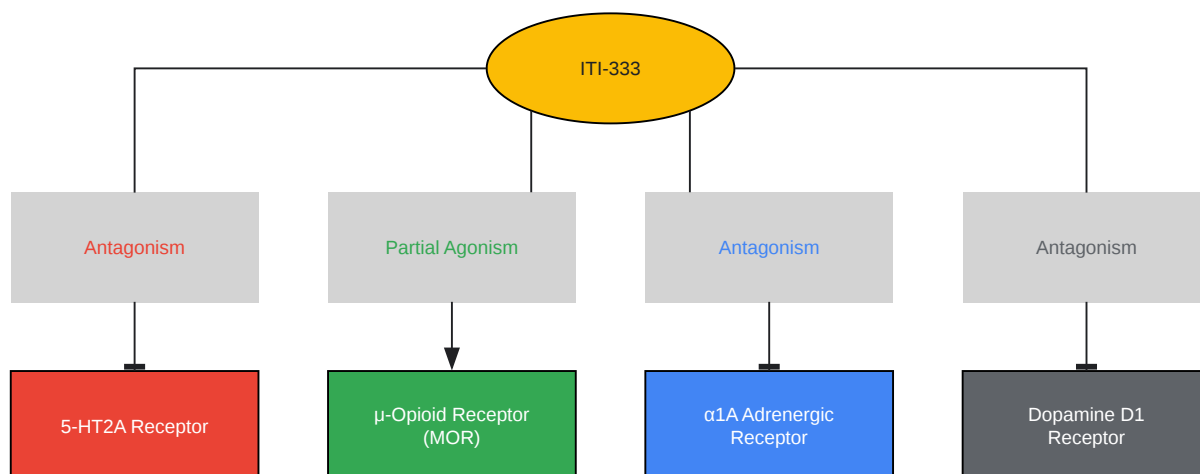 ITI-333
Antagonism
Partial Agonism
Antagonism
Antagonism
5-HT2A Receptor
μ-Opioid Receptor
(MOR)
α1A Adrenergic
Receptor
Dopamine D1
Receptor